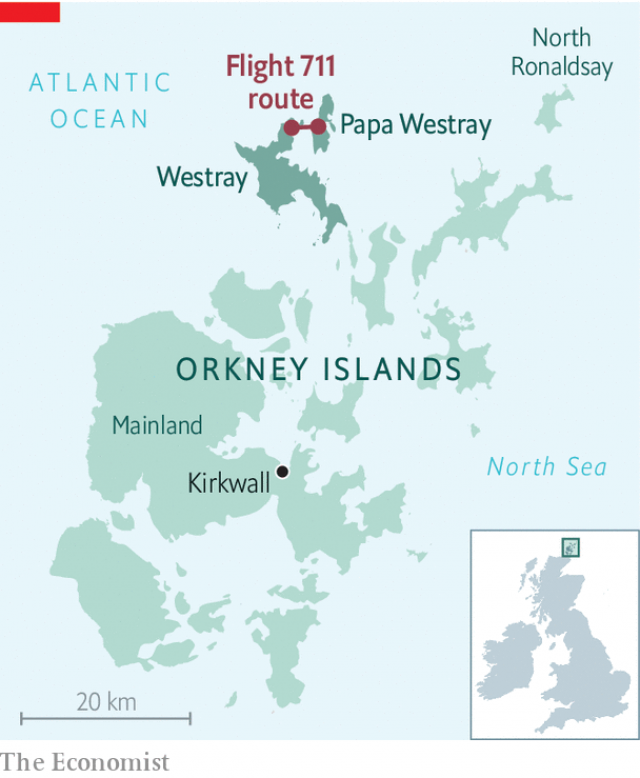 North
Ronaldsay
ATLANTIC
OCEAN
Flight 711
route
Papa Westray
Westray
ORKNEY ISLANDS
Mainland
North Sea
Kirkwall
20 km
The Economist